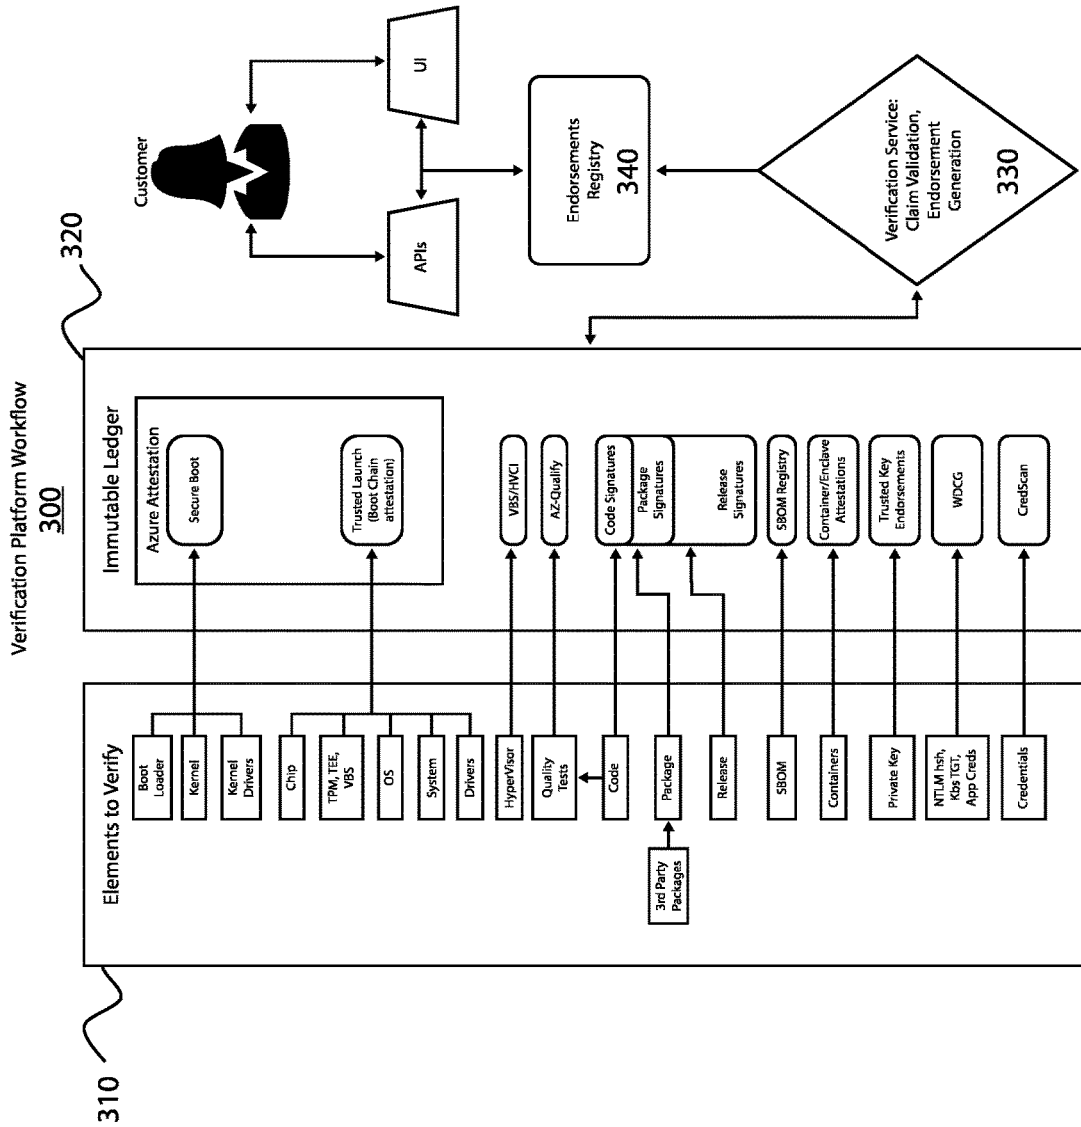 Verification Platform Workflow
300
310
320
Elements to Verify
Boot
Loader
Kernel
Kernel
Drivers
Chip
TPM, TEE,
VBS
OS
System
Drivers
HyperVisor
Quality
Tests
Code
3rd Party
Packages
Package
Release
SBOM
Containers
Private Key
NTLM hsh,
Kbs TGT,
App Creds
Credentials
Immutable Ledger
Azure Attestation
Secure Boot
Trusted Launch
(Boot Chain
attestation)
VBS/HVCI
AZ-Qualify
Code Signatures
Package
Signatures
Release
Signatures
SBOM Registry
Container/Enclave
Attestations
Trusted Key
Endorsements
WDCG
CredScan
Customer
APIs
UI
Endorsements
Registry
340
Verification Service:
Claim Validation,
Endorsement
Generation
330